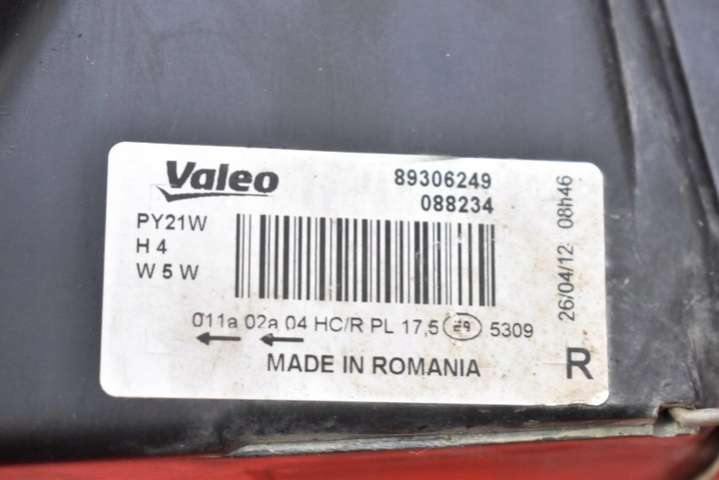 Valeo
89306249
088234
PY21W
H 4
W 5 W
011a 02a 04 HC/R PL 17,5 E9 5309
MADE IN ROMANIA
R
26/04/12 08h46